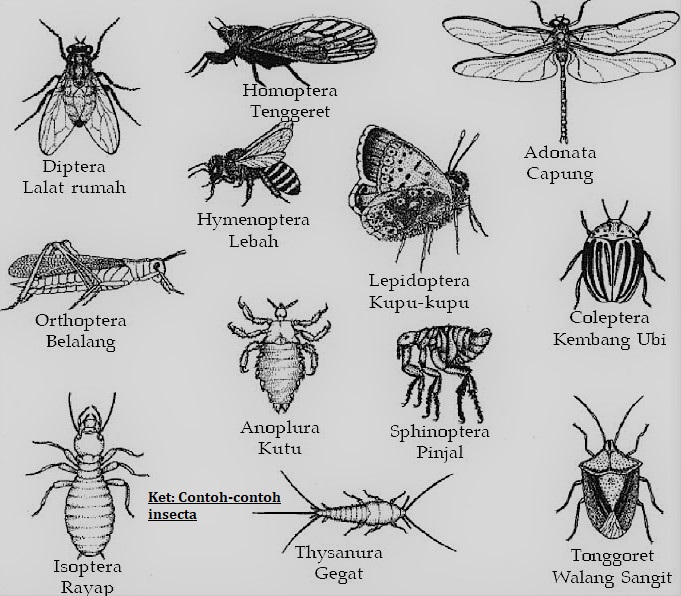 Homoptera
Tenggeret
Adonata
Capung
Diptera
Lalat rumah
Hymenoptera
Lebah
Lepidoptera
Kupu-kupu
Coleptera
Kembang Ubi
Orthoptera
Belalang
Anoplura
Kutu
Sphinoptera
Pinjal
Ket: Contoh-contoh
insecta
Isoptera
Rayap
Thysanura
Gegat
Tonggoret
Walang Sangit